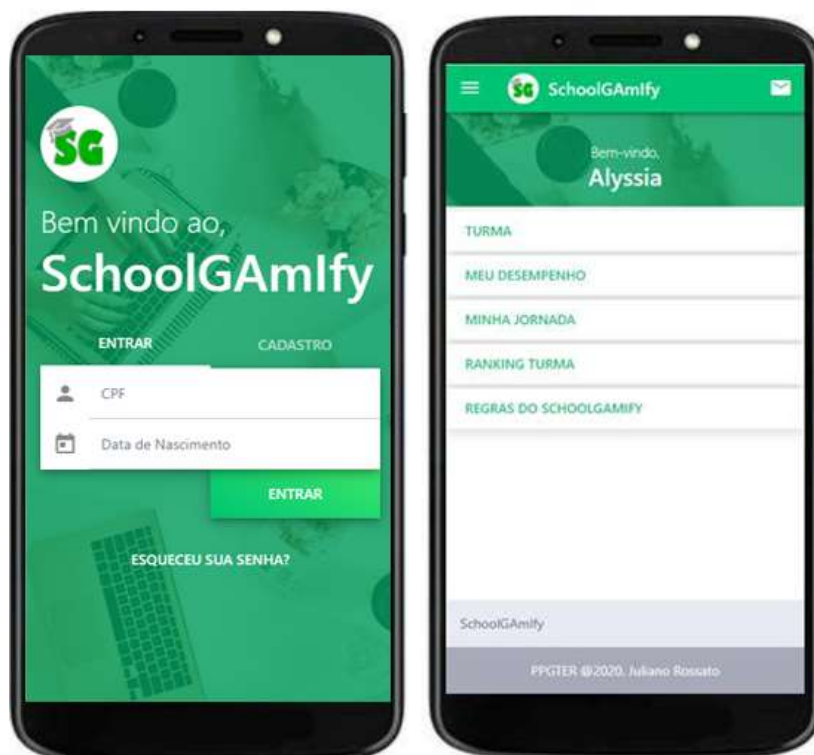 SG
Bem vindo ao,
SchoolGAmIfy
ENTRAR
CADASTRO
CPF
Data de Nascimento
ENTRAR
ESQUECEU SUA SENHA?
SG SchoolGAmIfy
Bem-vindo,
Alyssia
TURMA
MEU DESEMPENHO
MINHA JORNADA
RANKING TURMA
REGRAS DO SCHOOLGAMIFY
SchoolGAmIfy
PPGTER @2020. Juliano Rossato